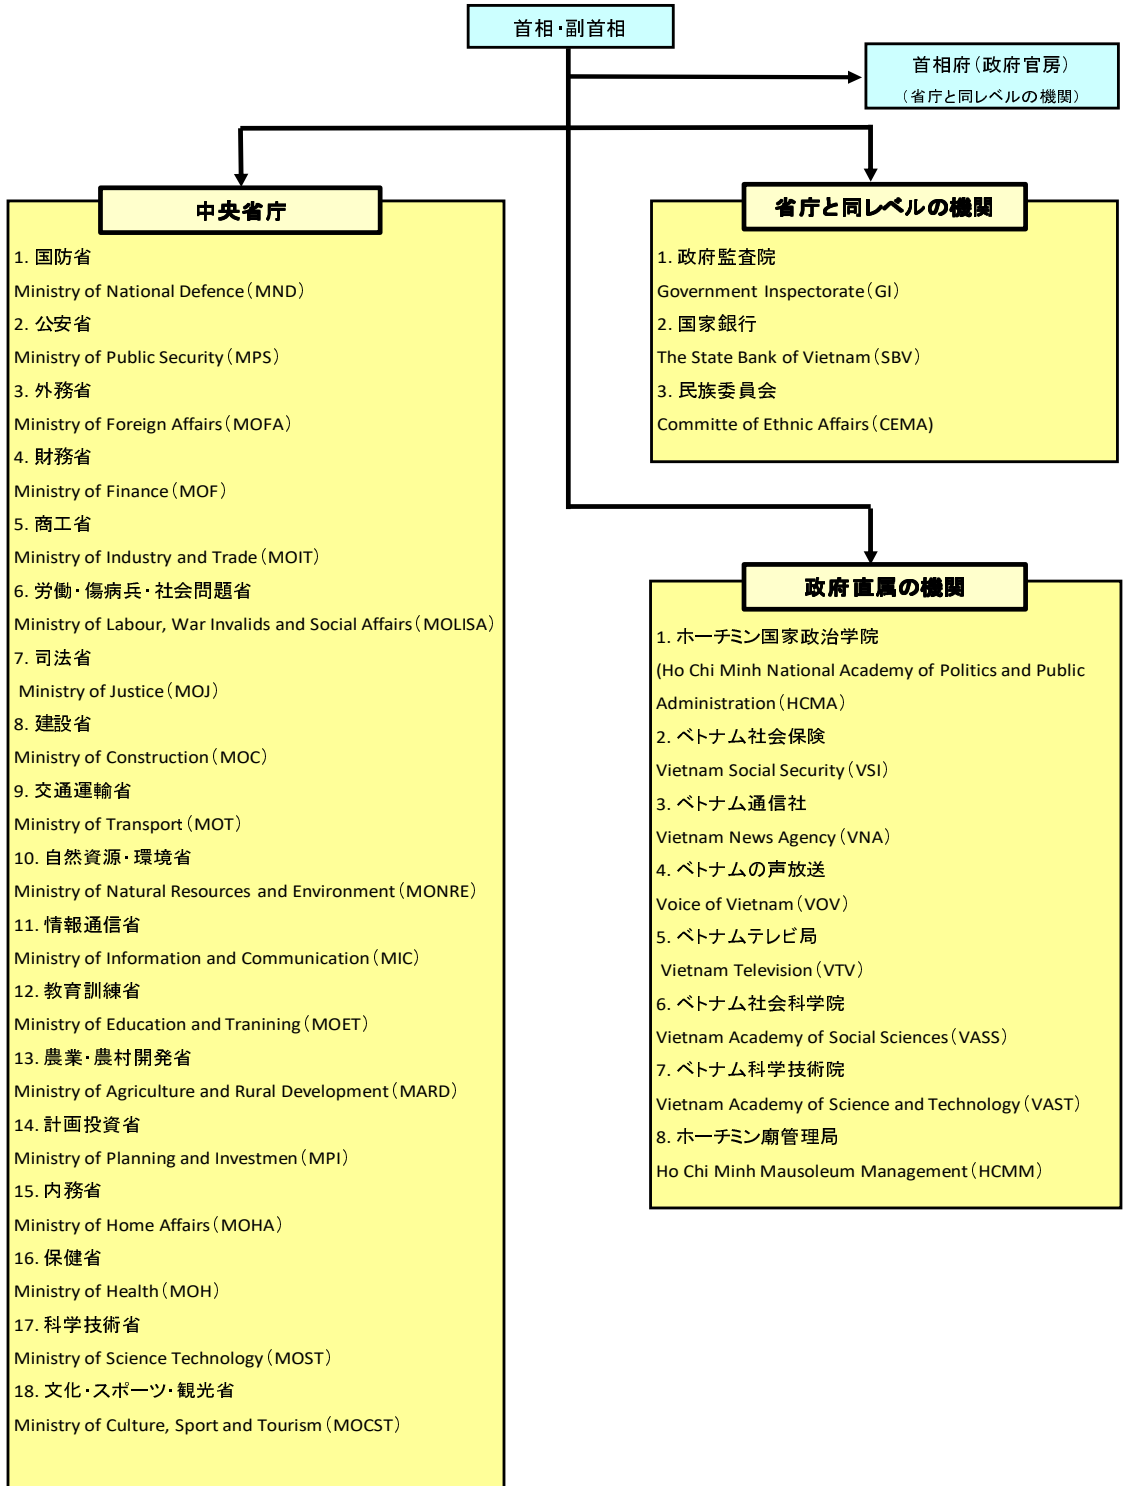 首相・副首相
首相府（政府官房）
（省庁と同レベルの機関）
中央省庁
1. 国防省
Ministry of National Defence（MND）
2. 公安省
Ministry of Public Security（MPS）
3. 外務省
Ministry of Foreign Affairs（MOFA）
4. 財務省
Ministry of Finance（MOF）
5. 商工省
Ministry of Industry and Trade（MOIT）
6. 労働・傷病兵・社会問題省
Ministry of Labour, War Invalids and Social Affairs（MOLISA）
7. 司法省
Ministry of Justice（MOJ）
8. 建設省
Ministry of Construction（MOC）
9. 交通運輸省
Ministry of Transport（MOT）
10. 自然資源・環境省
Ministry of Natural Resources and Environment（MONRE）
11. 情報通信省
Ministry of Information and Communication（MIC）
12. 教育訓練省
Ministry of Education and Tranining（MOET）
13. 農業・農村開発省
Ministry of Agriculture and Rural Development（MARD）
14. 計画投資省
Ministry of Planning and Investmen（MPI）
15. 内務省
Ministry of Home Affairs（MOHA）
16. 保健省
Ministry of Health（MOH）
17. 科学技術省
Ministry of Science Technology（MOST）
18. 文化・スポーツ・観光省
Ministry of Culture, Sport and Tourism（MOCST）
省庁と同レベルの機関
1. 政府監査院
Government Inspectorate（GI）
2. 国家銀行
The State Bank of Vietnam（SBV）
3. 民族委員会
Committe of Ethnic Affairs（CEMA)
政府直属の機関
1. ホーチミン国家政治学院
(Ho Chi Minh National Academy of Politics and Public
Administration（HCMA）
2. ベトナム社会保険
Vietnam Social Security（VSI）
3. ベトナム通信社
Vietnam News Agency（VNA）
4. ベトナムの声放送
Voice of Vietnam（VOV）
5. ベトナムテレビ局
Vietnam Television（VTV）
6. ベトナム社会科学院
Vietnam Academy of Social Sciences（VASS）
7. ベトナム科学技術院
Vietnam Academy of Science and Technology（VAST）
8. ホーチミン廟管理局
Ho Chi Minh Mausoleum Management（HCMM）